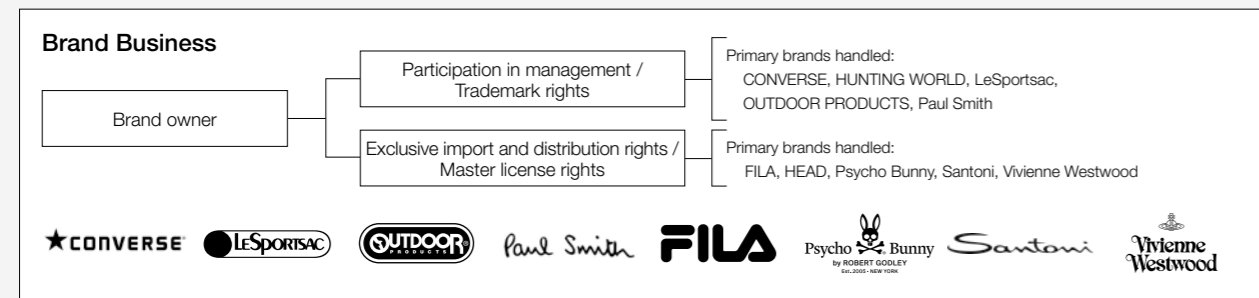 Brand Business
Brand owner
Participation in management /
Trademark rights
Primary brands handled:
CONVERSE, HUNTING WORLD, LeSportsac,
OUTDOOR PRODUCTS, Paul Smith
Exclusive import and distribution rights /
Master license rights
Primary brands handled:
FILA, HEAD, Psycho Bunny, Santoni, Vivienne Westwood
CONVERSE®
LESPORTSAC
OUTDOOR®
PRODUCTS
Paul Smith
FILA
Psycho Bunny
by ROBERT GODLEY
Est. 2005 - NEW YORK
Santoni
Vivienne
Westwood